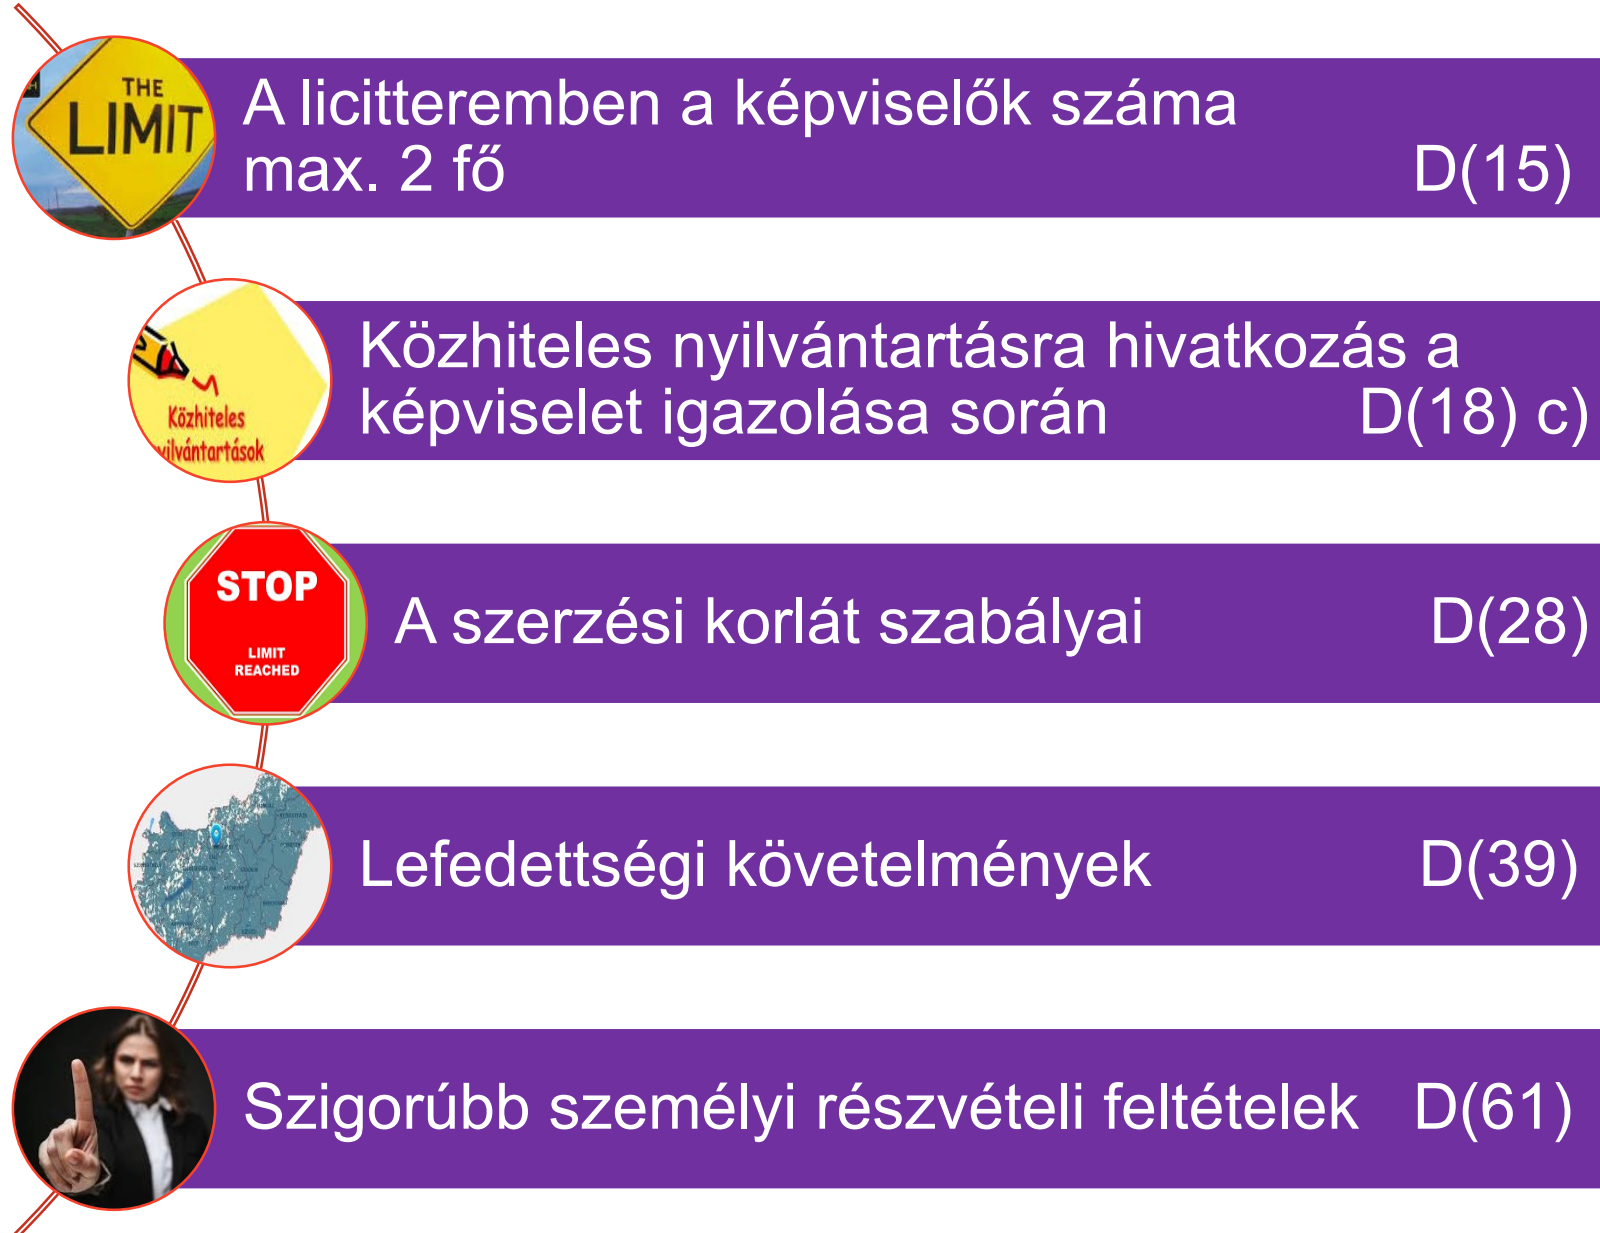 THE
LIMIT
A licitteremben a képviselők száma
max. 2 fő D(15)
Közhiteles nyilvántartásra hivatkozás a
képviselet igazolása során D(18) c)
Közhiteles
STOP
LIMIT
REACHED
A szerzési korlát szabályai D(28)
Lefedettségi követelmények D(39)
Szigorúbb személyi részvételi feltételek D(61)